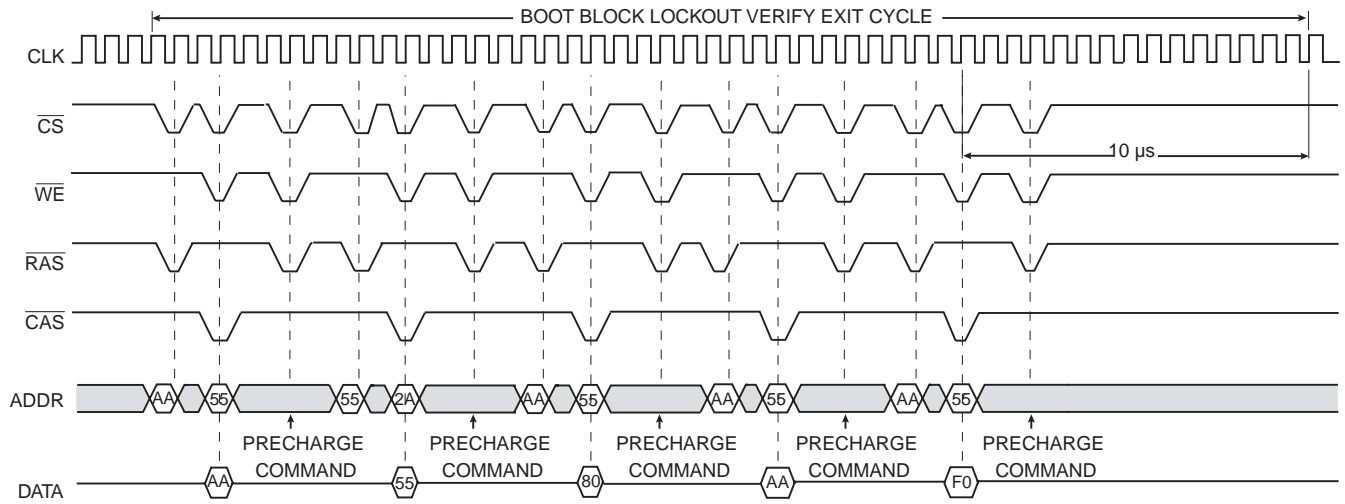 BOOT BLOCK LOCKOUT VERIFY EXIT CYCLE
CLK
CS
10 µs
WE
RAS
CAS
ADDR AA 55 55 2A AA 55 AA 55 AA 55
PRECHARGE COMMAND
PRECHARGE COMMAND
PRECHARGE COMMAND
PRECHARGE COMMAND
PRECHARGE COMMAND
DATA AA 55 80 AA F0